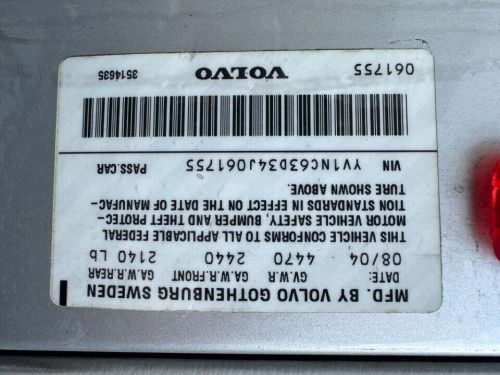 MFD. BY VOLVO GOTHENBURG SWEDEN
DATE: GV.W.R GA.W.R.FRONT GA.W.R.REAR
08/04, 4470 2440 2140 Lb
THIS VEHICLE CONFORMS TO ALL APPLICABLE FEDERAL
MOTOR VEHICLE SAFETY, BUMPER AND THEFT PROTEC-
TION STANDARDS IN EFFECT ON THE DATE OF MANUFAC-
TURE SHOWN ABOVE.
VIN YV1NC63D34J061755 PASS.CAR
061755 VOLVO 3514635